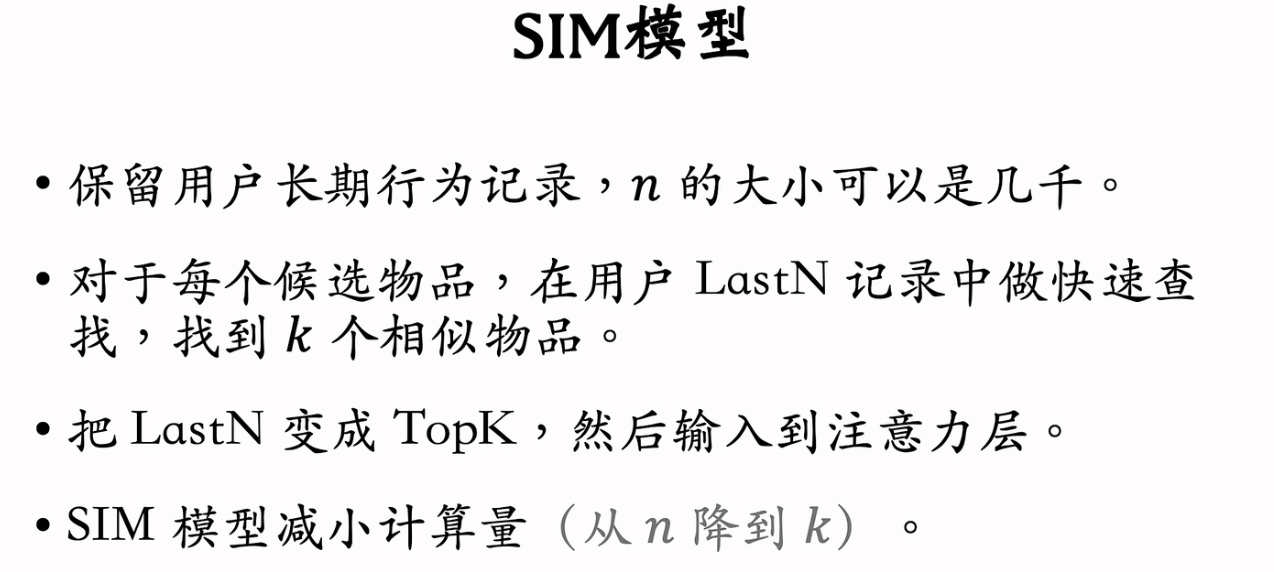 SIM模型
• 保留用户长期行为记录，n 的大小可以是几千。
• 对于每个候选物品，在用户 LastN 记录中做快速查
找，找到 k 个相似物品。
• 把 LastN 变成 TopK，然后输入到注意力层。
• SIM 模型减小计算量（从 n 降到 k） 。